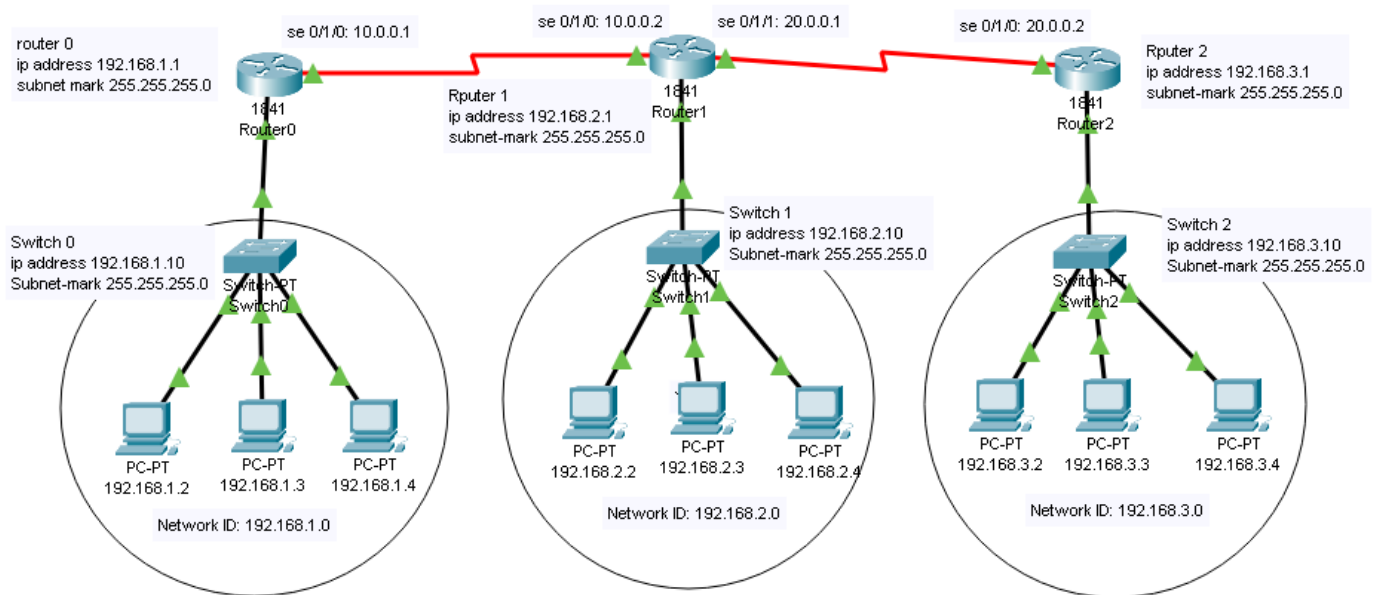 se 0/1/0: 10.0.0.1
se 0/1/0: 10.0.0.2
se 0/1/1: 20.0.0.1
se 0/1/0: 20.0.0.2
router 0
ip address 192.168.1.1
subnet mark 255.255.255.0
1841
Router0
Rputer 1
ip address 192.168.2.1
subnet-mark 255.255.255.0
1841
Router1
Rputer 2
ip address 192.168.3.1
subnet-mark 255.255.255.0
1841
Router2
Switch 0
ip address 192.168.1.10
Subnet-mark 255.255.255.0
Switch-PT
Switch0
Switch 1
ip address 192.168.2.10
Subnet-mark 255.255.255.0
Switch-PT
Switch1
Switch 2
ip address 192.168.3.10
Subnet-mark 255.255.255.0
Switch-PT
Switch2
PC-PT
192.168.1.2
PC-PT
192.168.1.3
PC-PT
192.168.1.4
Network ID: 192.168.1.0
PC-PT
192.168.2.2
PC-PT
192.168.2.3
PC-PT
192.168.2.4
Network ID: 192.168.2.0
PC-PT
192.168.3.2
PC-PT
192.168.3.3
PC-PT
192.168.3.4
Network ID: 192.168.3.0